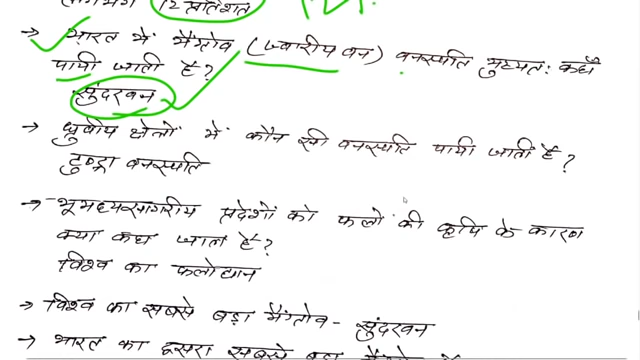 लगभग 12 प्रतिशत
→ भारत में मैंग्रोव (ज्वारीय वन) वनस्पति मुख्यतः कहाँ
पायी जाती है?
सुंदरवन
→ ध्रुवीय क्षेत्रों में कौन सी वनस्पति पायी जाती है?
टुण्ड्रा वनस्पति
→ भूमध्यसागरीय प्रदेशों को फलों की कृषि के कारण
क्या कहा जाता है?
विश्व का फलोद्यान
→ विश्व का सबसे बड़ा मैंग्रोव - सुंदरवन
→ भारत का दूसरा सबसे बड़ा मैंग्रोव